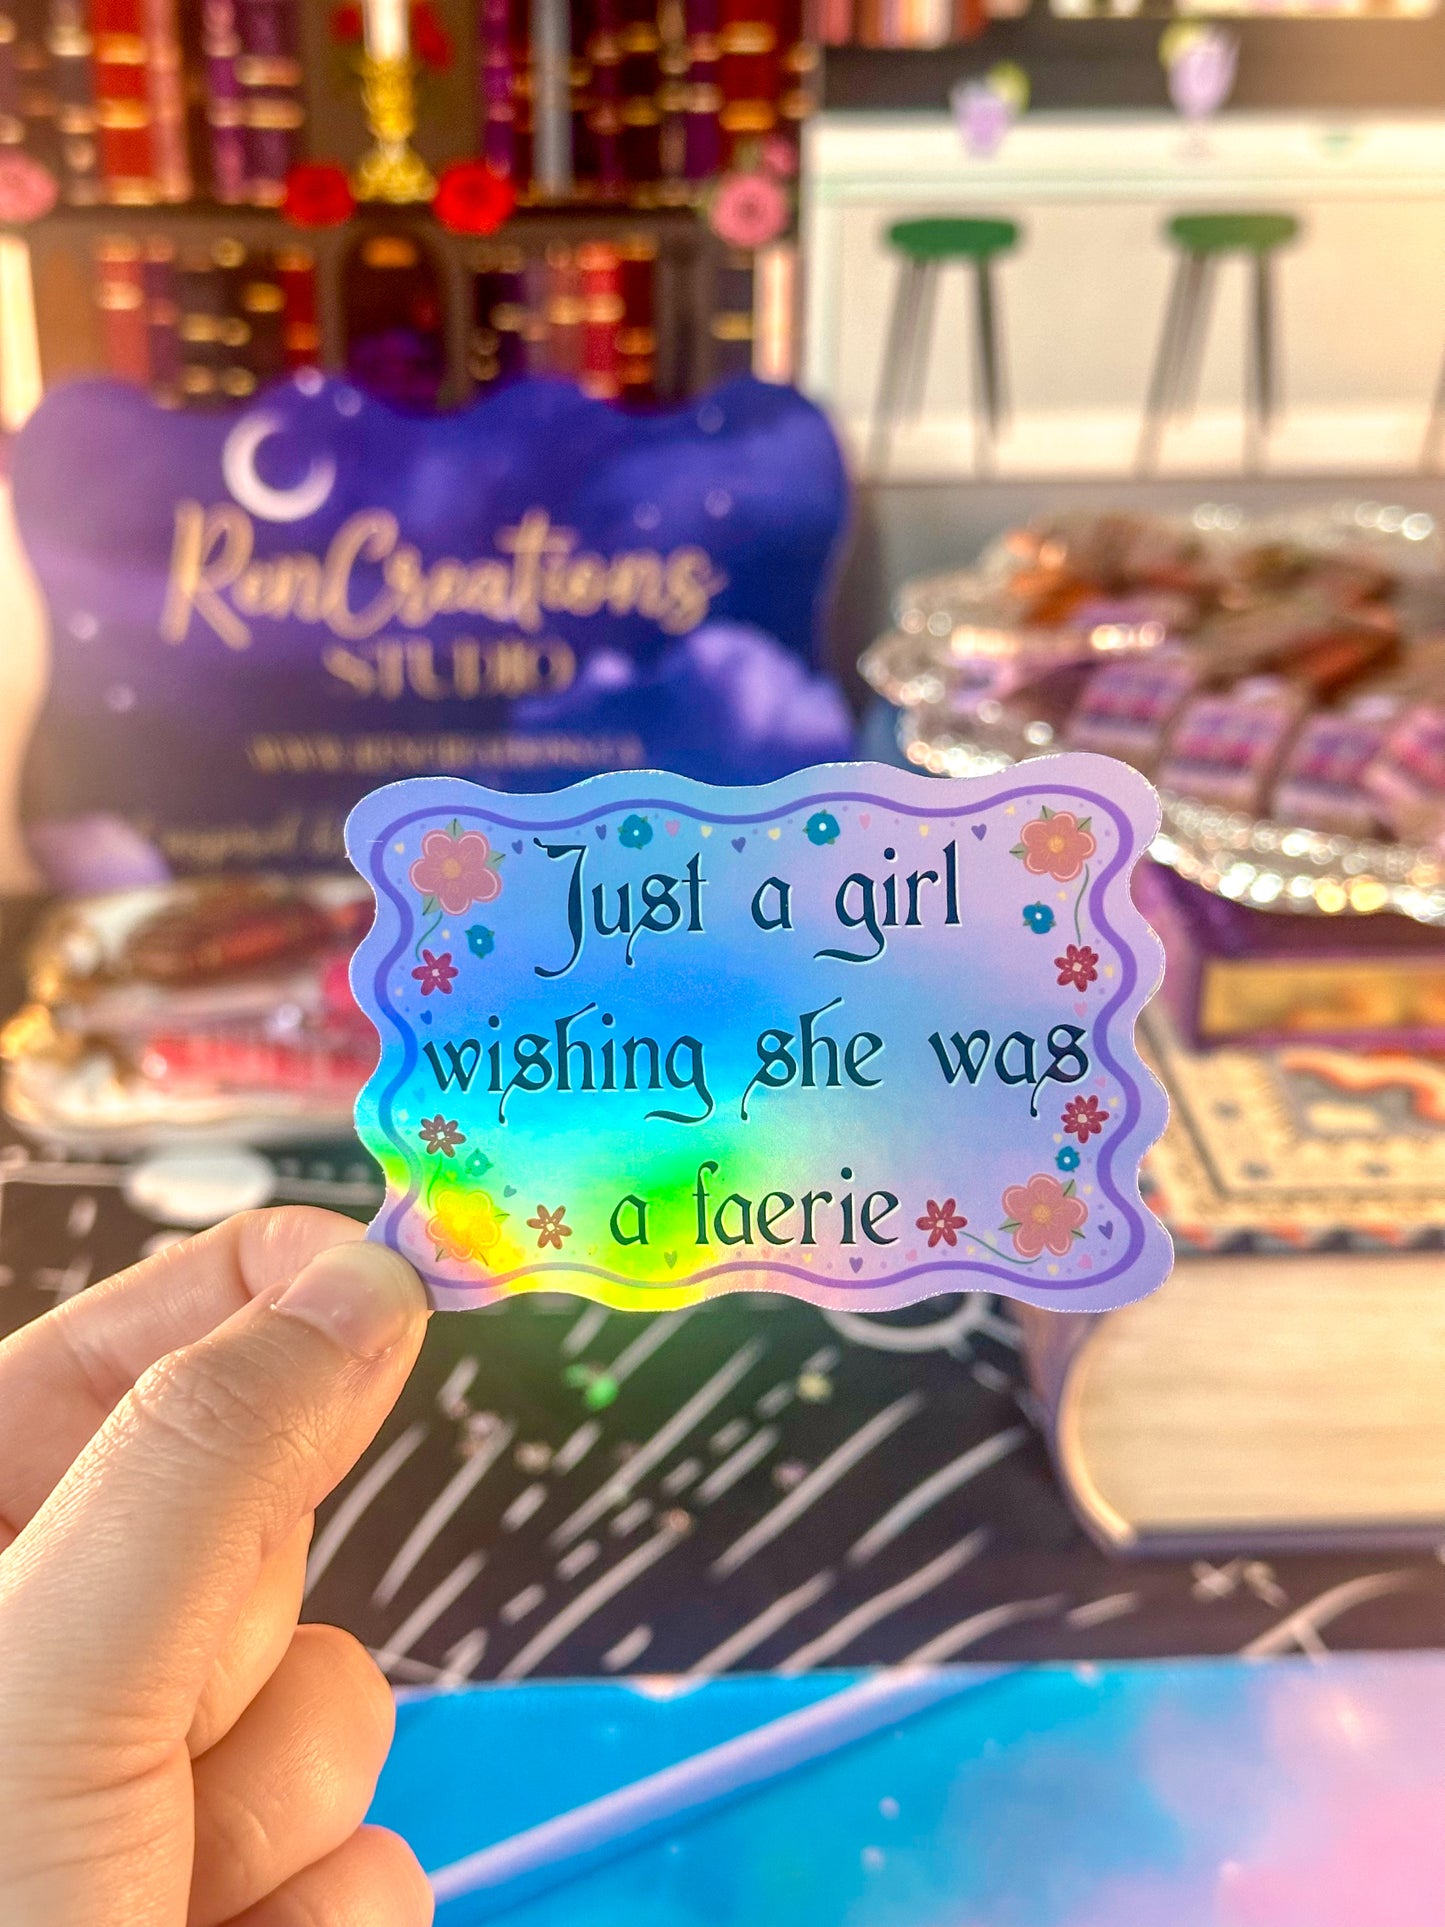 RenCreations
STUDIO
Just a girl
wishing she was
a faerie